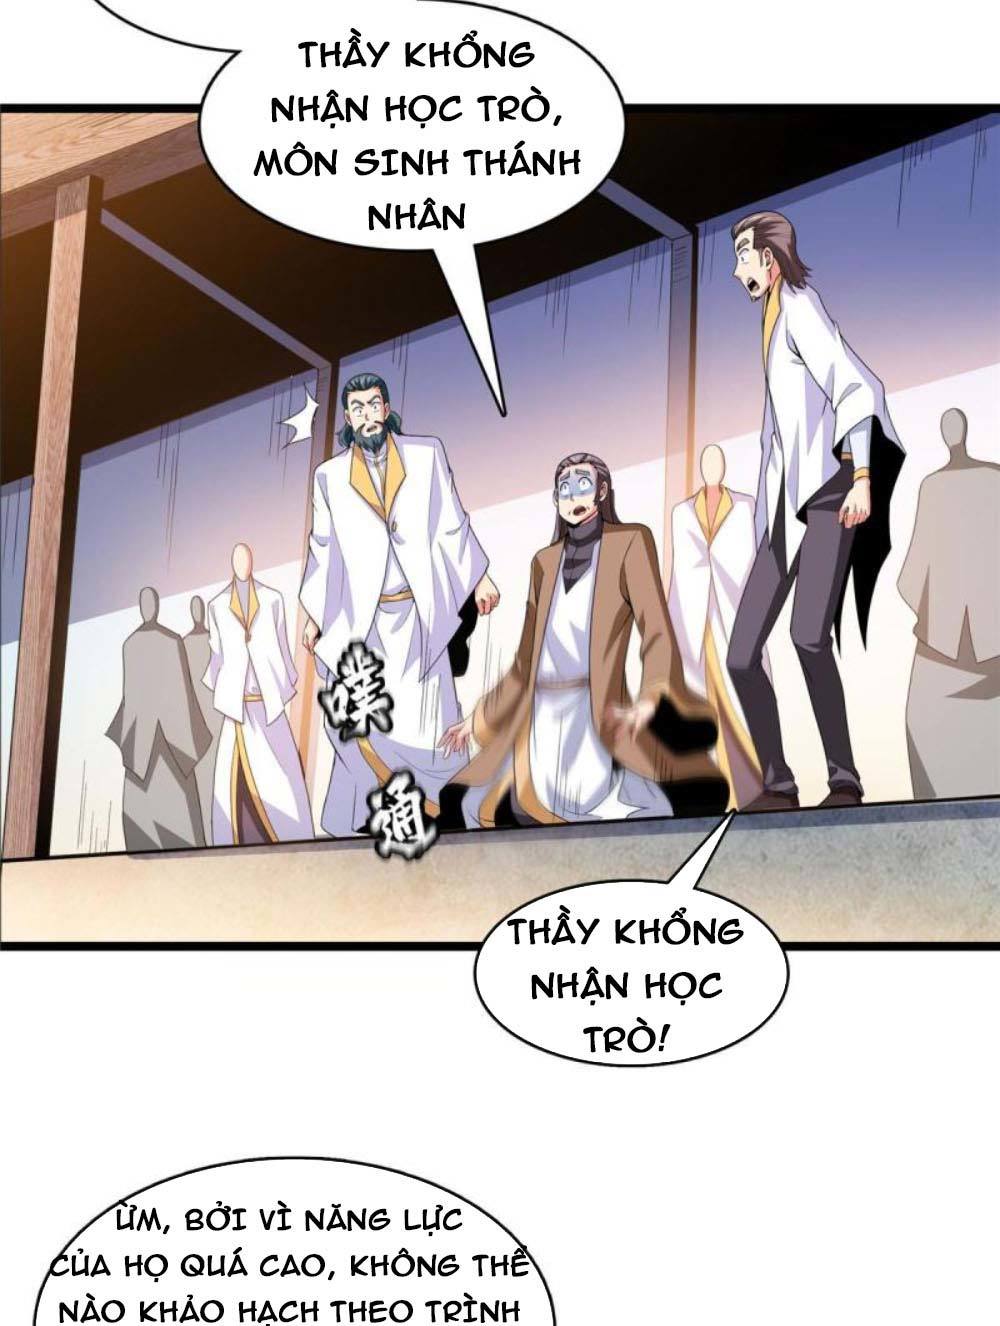 THẦY KHỔNG
NHẬN HỌC TRÒ,
MÔN SINH THÁNH
NHÂN
噗
通
THẦY KHỔNG
NHẬN HỌC
TRÒ!
ỪM, BỞI VÌ NĂNG LỰC
CỦA HỌ QUÁ CAO, KHÔNG THỂ
NÀO KHẢO HẠCH THEO TRÌNH